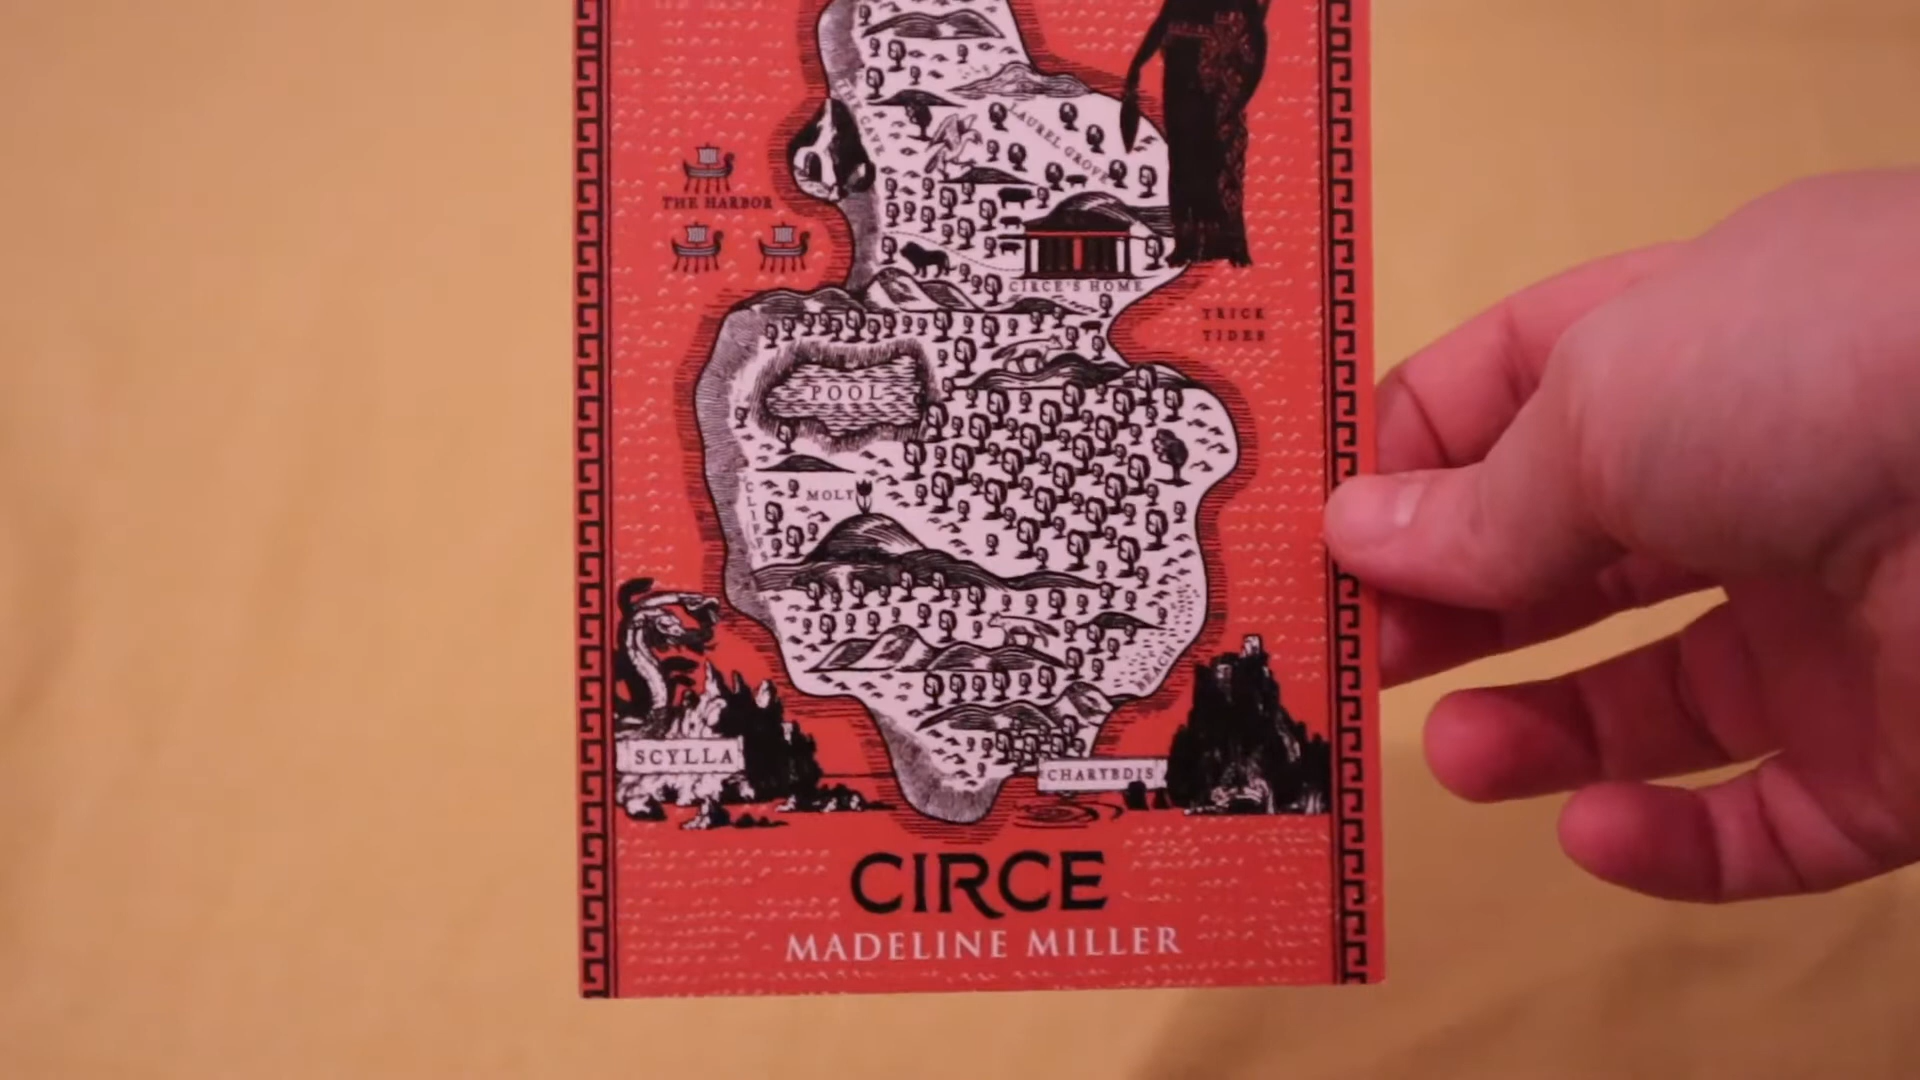 THE CAVE
LAUREL GROVE
THE HARBOR
CIRCE'S HOME
TRICK
TIDES
POOL
CLIFFS
MOLY
BEACH
SCYLLA
CHARYBDIS
CIRCE
MADELINE MILLER